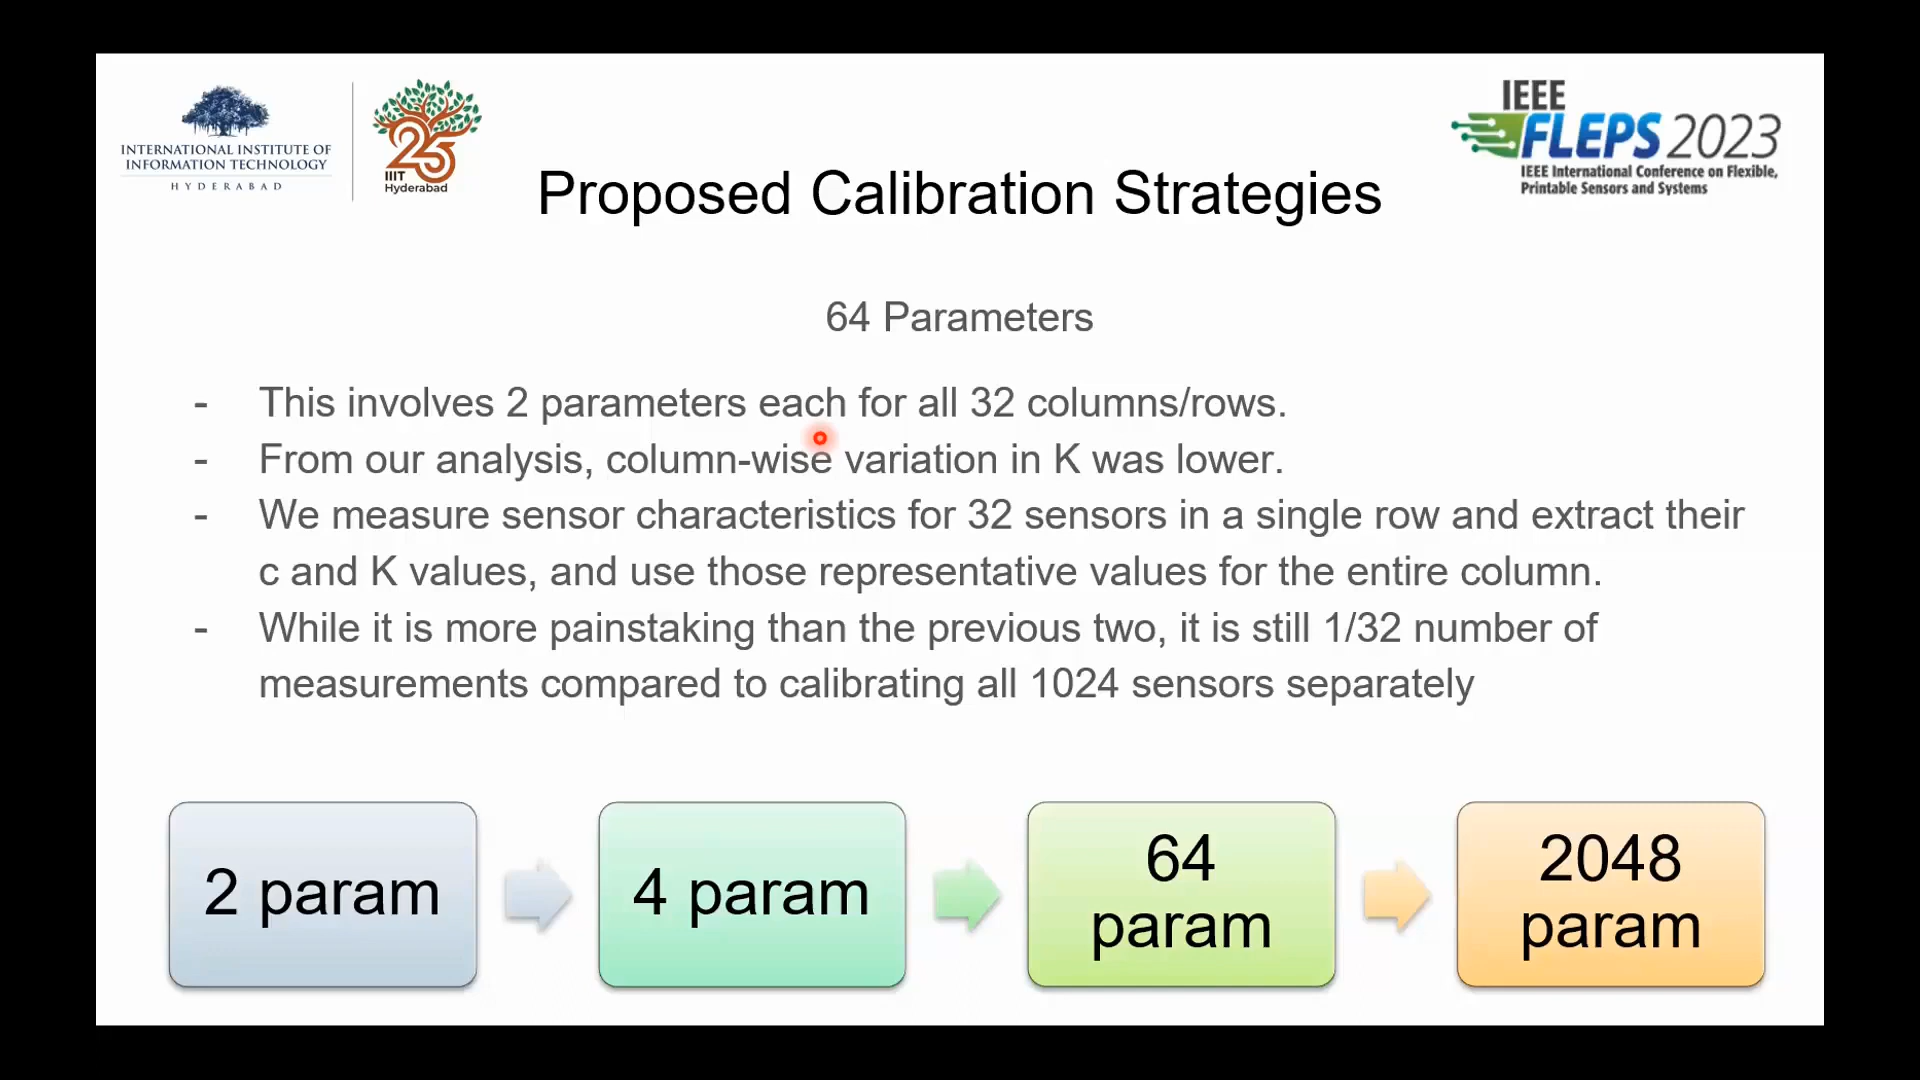 INTERNATIONAL INSTITUTE OF
INFORMATION TECHNOLOGY
HYDERABAD
25
IIIT
Hyderabad
IEEE
FLEPS 2023
IEEE International Conference on Flexible,
Printable Sensors and Systems
Proposed Calibration Strategies
64 Parameters
- This involves 2 parameters each for all 32 columns/rows.
- From our analysis, column-wise variation in K was lower.
- We measure sensor characteristics for 32 sensors in a single row and extract their
c and K values, and use those representative values for the entire column.
- While it is more painstaking than the previous two, it is still 1/32 number of
measurements compared to calibrating all 1024 sensors separately
2 param
4 param
64
param
2048
param